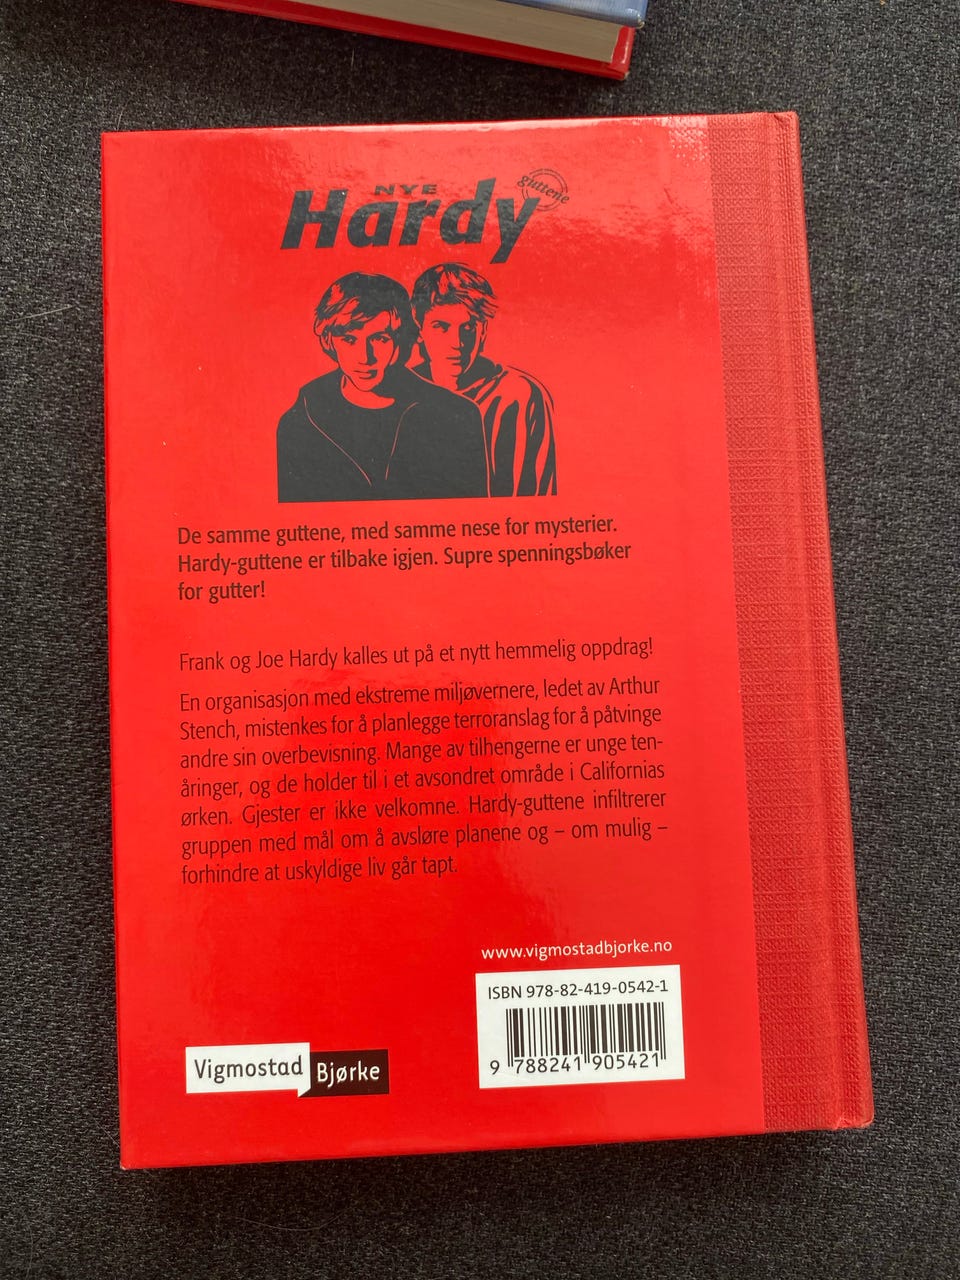 NYE
Hardy
guttene
De samme guttene, med samme nese for mysterier.
Hardy-guttene er tilbake igjen. Supre spenningsbøker
for gutter!
Frank og Joe Hardy kalles ut på et nytt hemmelig oppdrag!
En organisasjon med ekstreme miljøvernere, ledet av Arthur
Stench, mistenkes for å planlegge terroranslag for å påtvinge
andre sin overbevisning. Mange av tilhengerne er unge ten-
åringer, og de holder til i et avsondret område i Californias
ørken. Gjester er ikke velkomne. Hardy-guttene infiltrerer
gruppen med mål om å avsløre planene og – om mulig –
forhindre at uskyldige liv går tapt.
www.vigmostadbjorke.no
ISBN 978-82-419-0542-1
9 788241 905421
Vigmostad
Bjørke